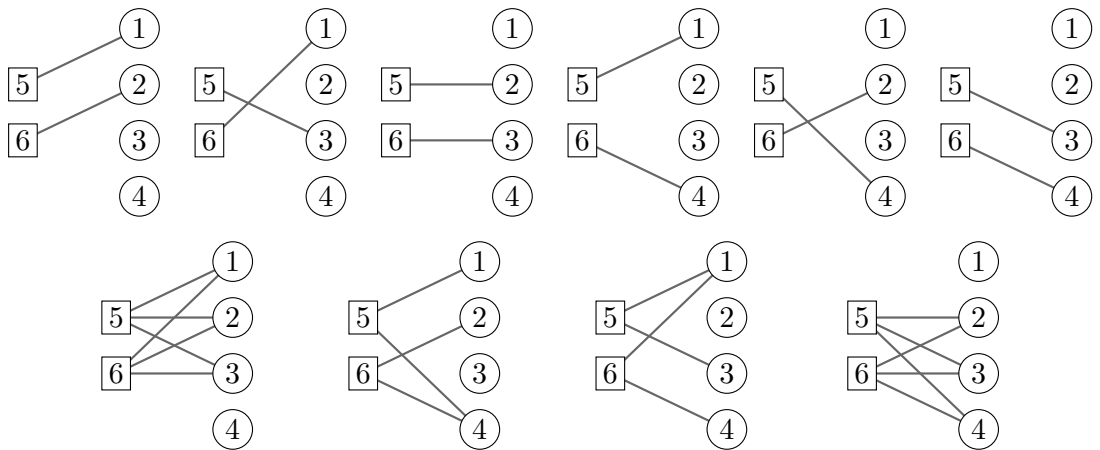 1 1 1 1 1 1
5 2 5 2 5 2 5 2 5 2 5 2
6 3 6 3 6 3 6 3 6 3 6 3
4 4 4 4 4 4
1 1 1 1
5 2 5 2 5 2 5 2
6 3 6 3 6 3 6 3
4 4 4 4